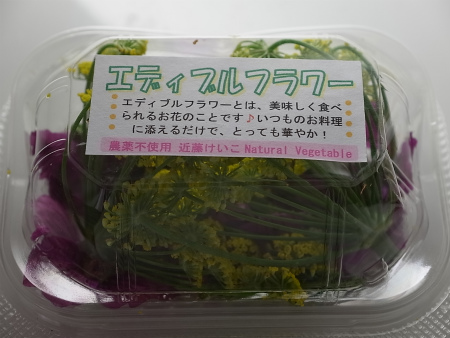 エディブルフラワー
エディブルフラワーとは、美味しく食べ
られるお花のことです♪いつものお料理
に添えるだけで、とっても華やか！
農薬不使用 近藤けいこ Natural Vegetable